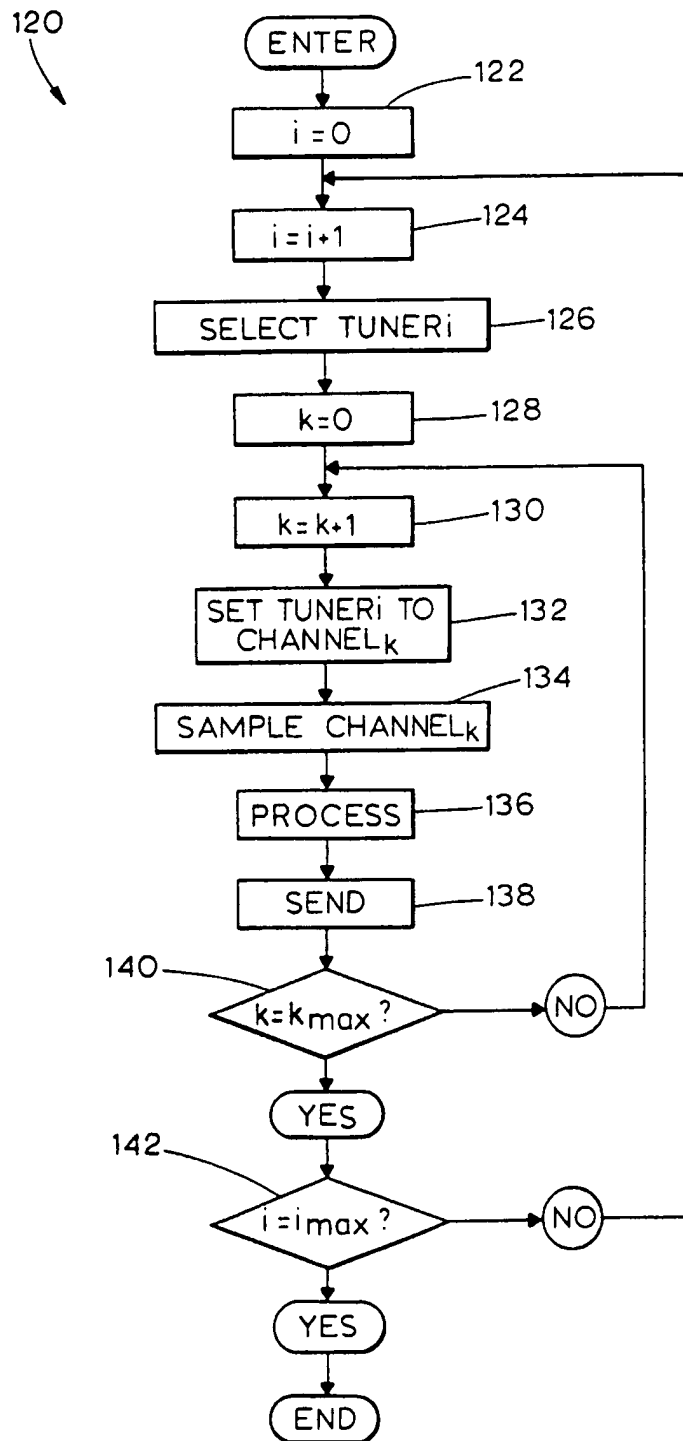 120
ENTER
122
i=0
124
i=i+1
SELECT TUNERi
126
k=0
128
k=k+1
130
SET TUNERi TO
CHANNELk
132
134
SAMPLE CHANNELk
PROCESS
136
SEND
138
140
k=kmax?
NO
YES
142
i=imax?
NO
YES
END